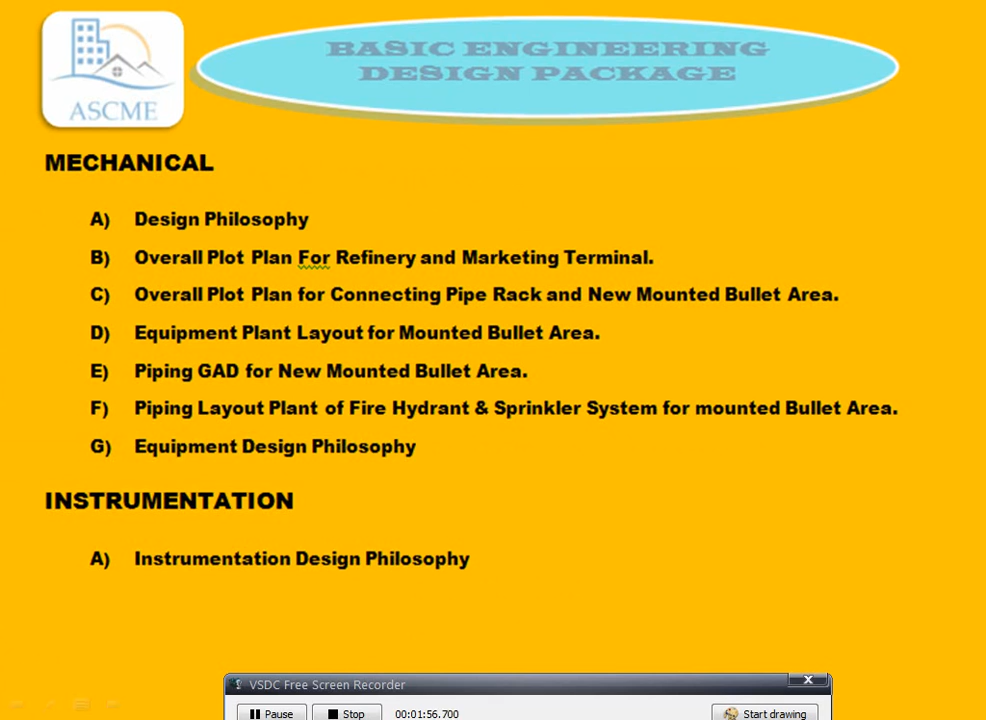 ASCME
BASIC ENGINEERING
DESIGN PACKAGE
MECHANICAL
A) Design Philosophy
B) Overall Plot Plan For Refinery and Marketing Terminal.
C) Overall Plot Plan for Connecting Pipe Rack and New Mounted Bullet Area.
D) Equipment Plant Layout for Mounted Bullet Area.
E) Piping GAD for New Mounted Bullet Area.
F) Piping Layout Plant of Fire Hydrant & Sprinkler System for mounted Bullet Area.
G) Equipment Design Philosophy
INSTRUMENTATION
A) Instrumentation Design Philosophy
VSDC Free Screen Recorder
Pause Stop 00:01:56.700 Start drawing